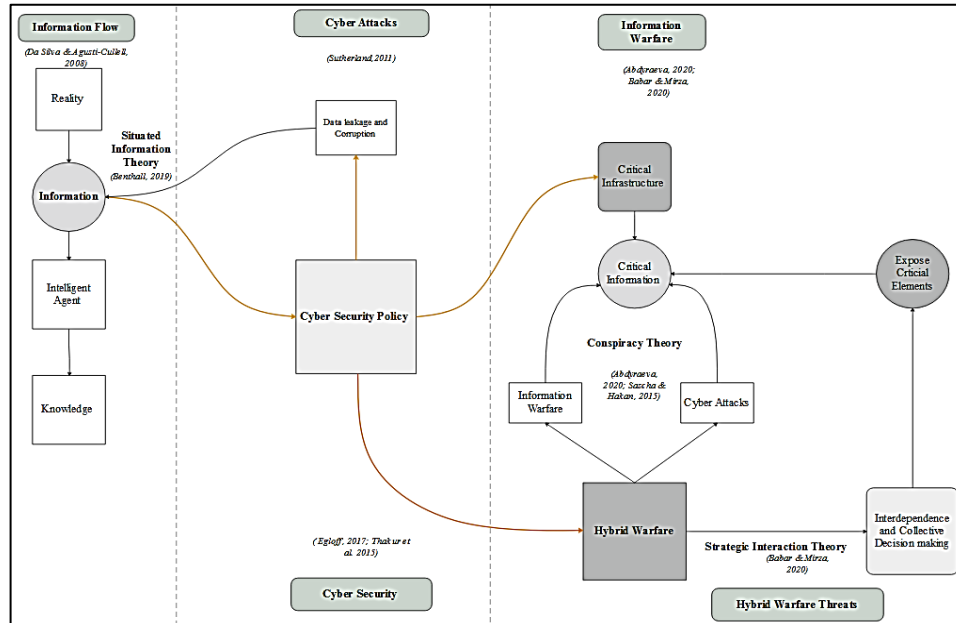 Information Flow
(Da Silva & Agusti-Cullell,
2008)
Reality
Situated
Information
Theory
(Benthall, 2019)
Information
Intelligent
Agent
Knowledge
Cyber Attacks
(Sutherland,2011)
Data leakage and
Corruption
Cyber Security Policy
( Egloff, 2017; Thakur et
al. 2015)
Cyber Security
Information
Warfare
(Abdyraeva, 2020;
Babar & Mirza,
2020)
Critical
Infrastructure
Critical
Information
Expose
Cricial
Elements
Conspiracy Theory
(Abdyraeva,
2020; Sascha &
Hakan, 2015)
Information
Warfare
Cyber Attacks
Hybrid Warfare
Strategic Interaction Theory
(Babar & Mirza,
2020)
Interdependence
and Collective
Decision making
Hybrid Warfare Threats